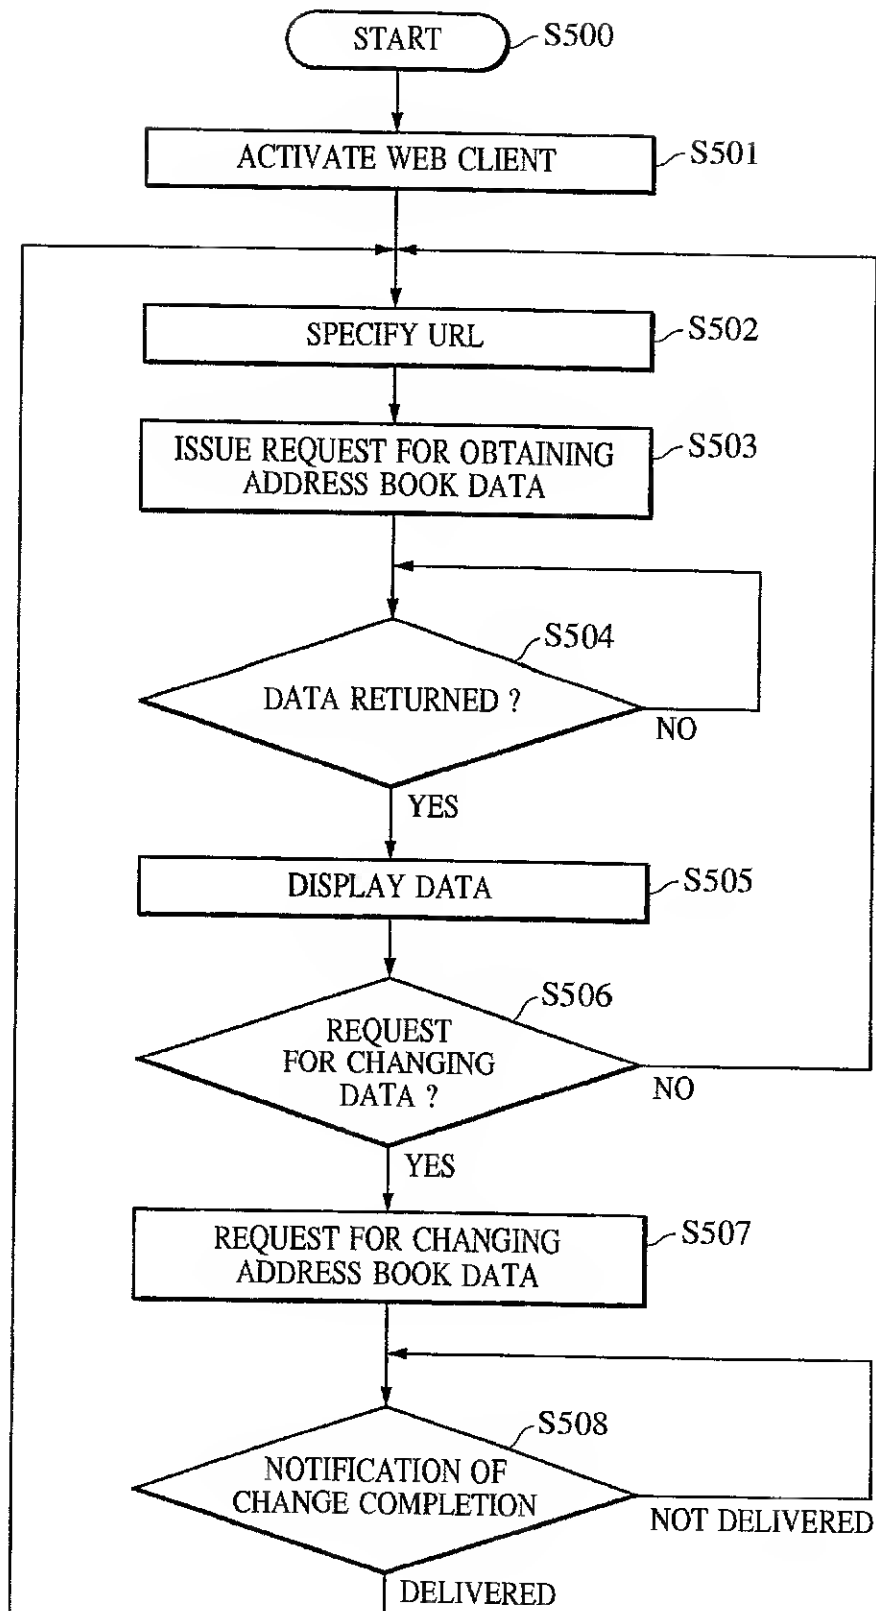 START
S500
ACTIVATE WEB CLIENT
S501
SPECIFY URL
S502
ISSUE REQUEST FOR OBTAINING
ADDRESS BOOK DATA
S503
S504
DATA RETURNED ?
NO
YES
DISPLAY DATA
S505
S506
REQUEST
FOR CHANGING
DATA ?
NO
YES
REQUEST FOR CHANGING
ADDRESS BOOK DATA
S507
S508
NOTIFICATION OF
CHANGE COMPLETION
NOT DELIVERED
DELIVERED